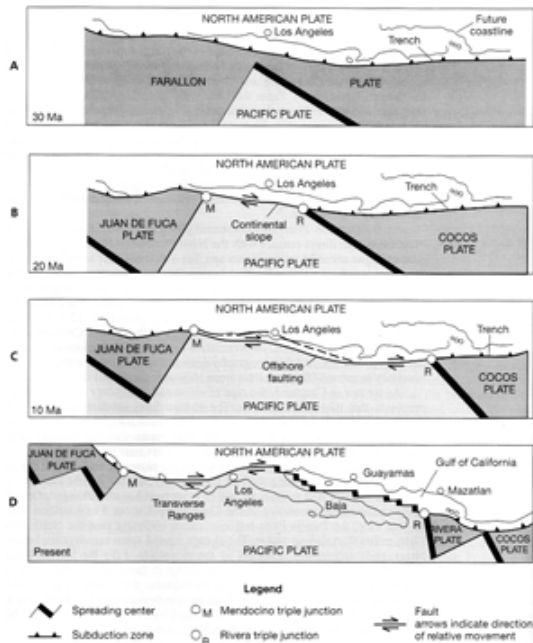 NORTH AMERICAN PLATE
Los Angeles
Future
coastline
Trench
A
FARALLON
PLATE
PACIFIC PLATE
30 Ma
NORTH AMERICAN PLATE
Los Angeles
Trench
B
M
R
JUAN DE FUCA
PLATE
Continental
slope
COCOS
PLATE
PACIFIC PLATE
20 Ma
NORTH AMERICAN PLATE
Los Angeles
Trench
C
M
R
JUAN DE FUCA
PLATE
Offshore
faulting
COCOS
PLATE
PACIFIC PLATE
10 Ma
NORTH AMERICAN PLATE
JUAN DE FUCA
PLATE
Guayamas
Gulf of California
M
Mazatlan
D
Transverse
Ranges
Los
Angeles
Baja
R
RIVERA
PLATE
COCOS
PLATE
PACIFIC PLATE
Present
Legend
Spreading center
M Mendocino triple junction
Fault
arrows indicate direction
of relative movement
Subduction zone
R Rivera triple junction